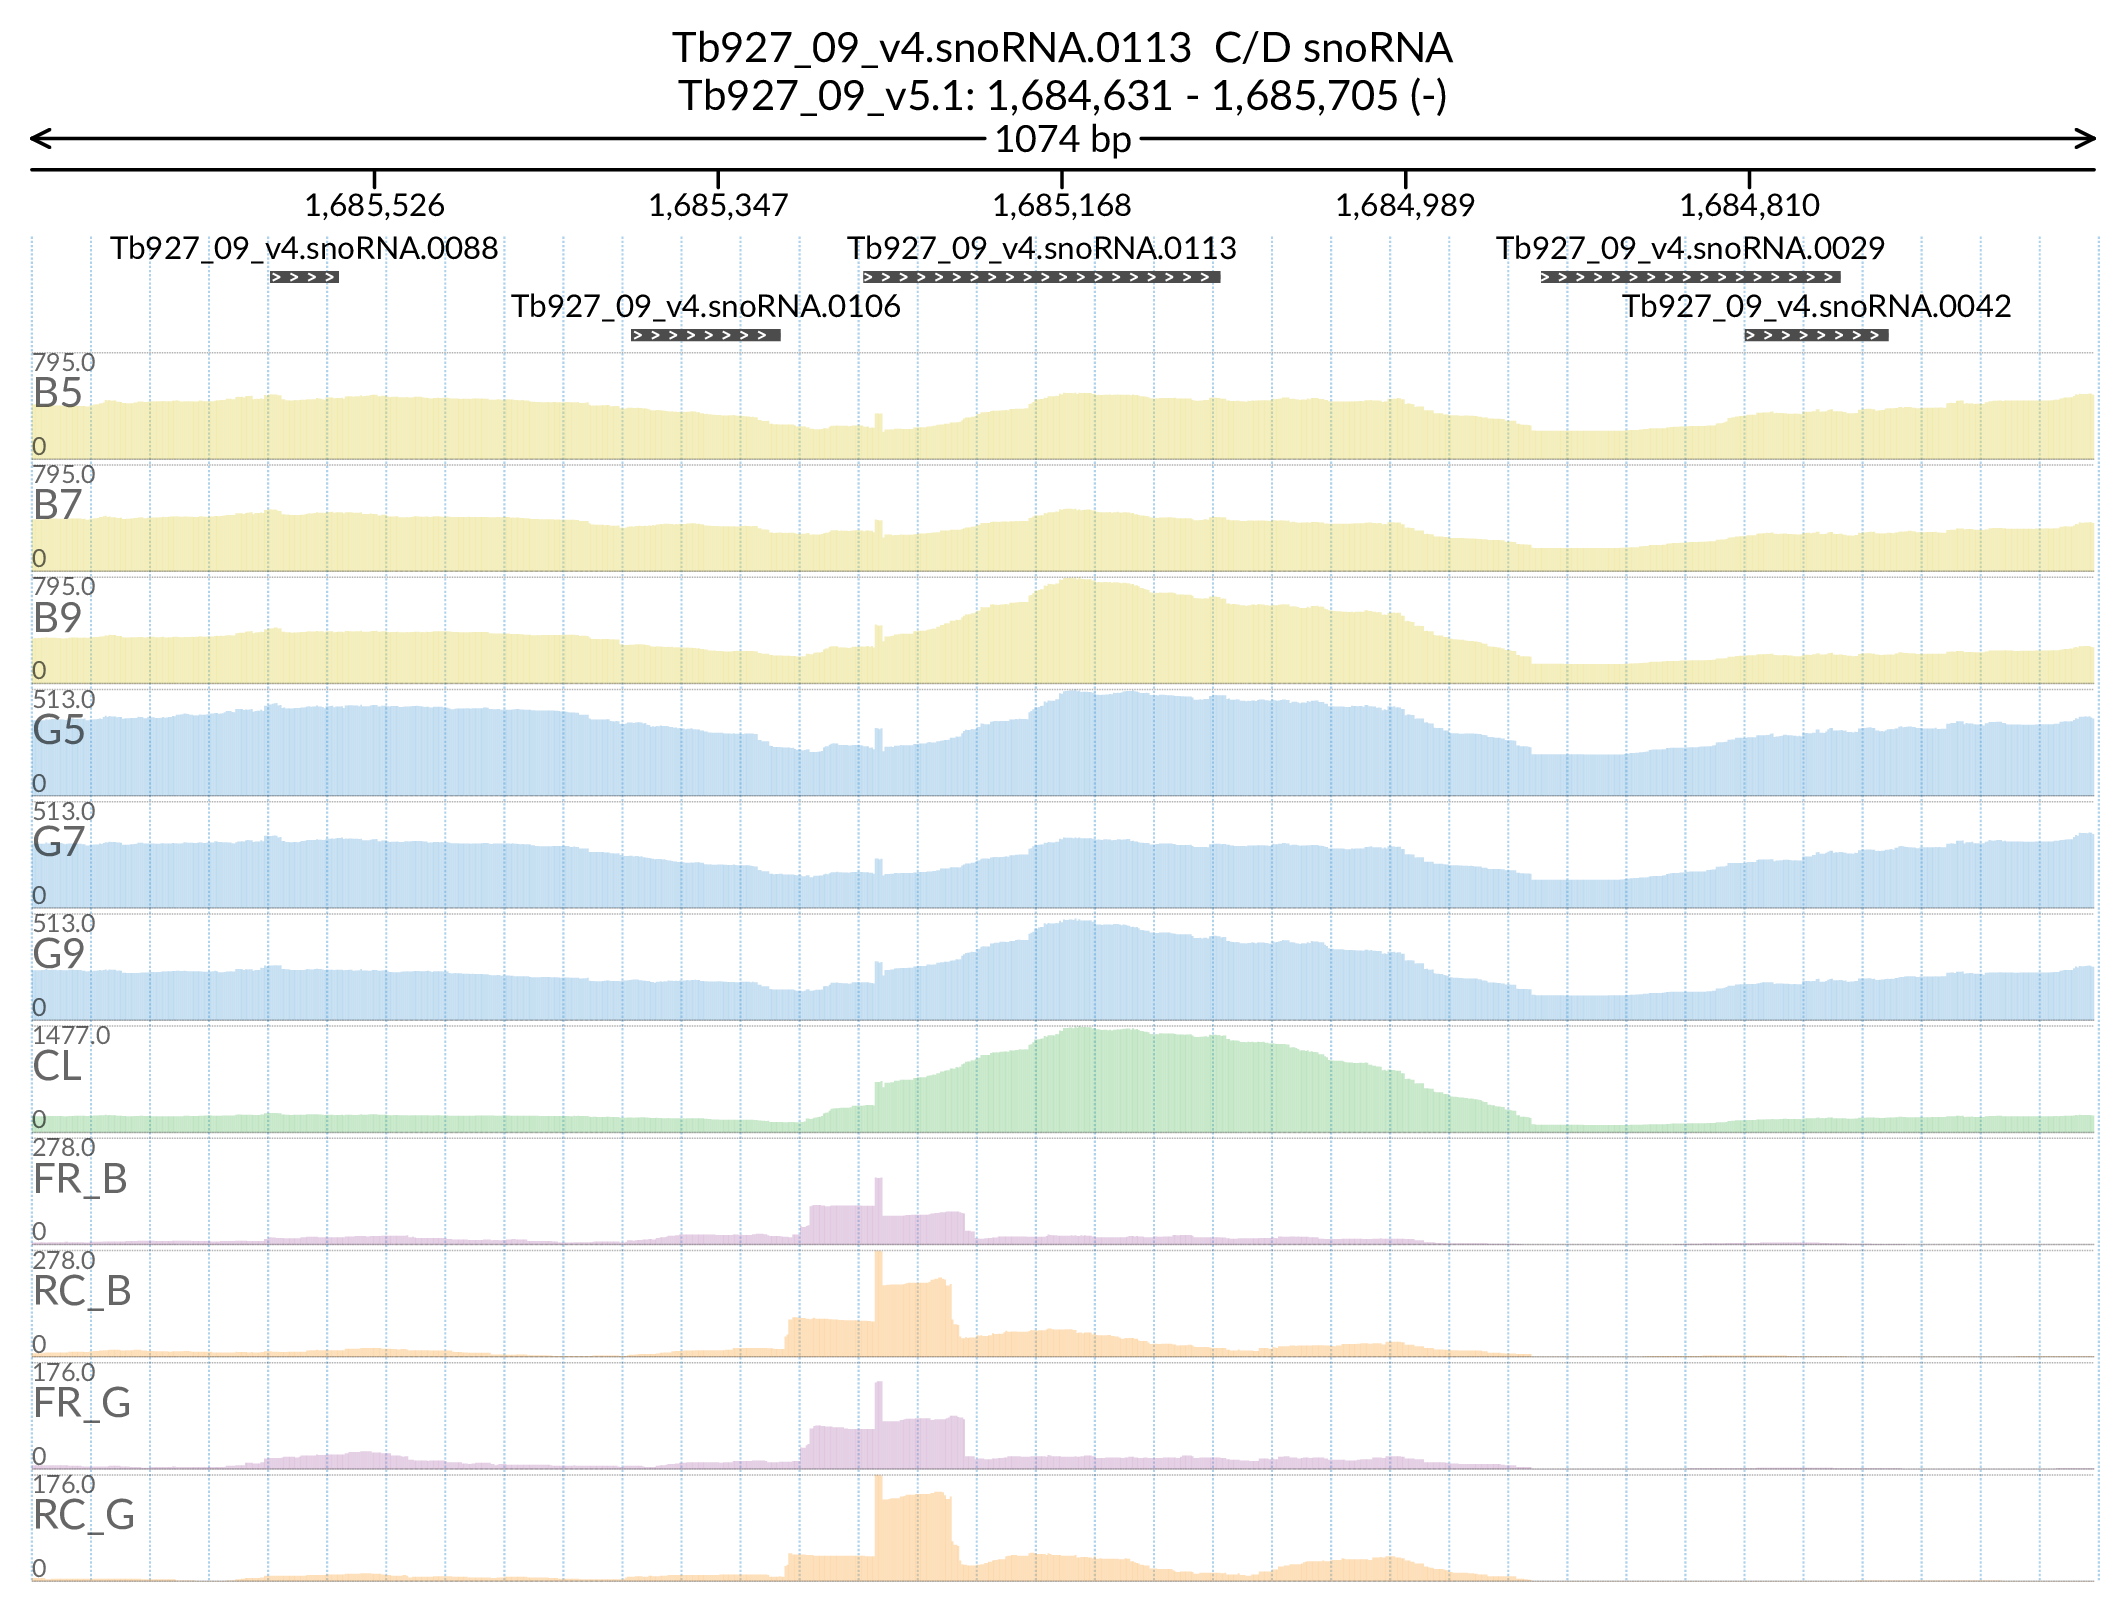 Tb927_09_v4.snoRNA.0113 C/D snoRNA
Tb927_09_v5.1: 1,684,631 - 1,685,705 (-)
1074 bp
1,685,526 1,685,347 1,685,168 1,684,989 1,684,810
Tb927_09_v4.snoRNA.0088 Tb927_09_v4.snoRNA.0113 Tb927_09_v4.snoRNA.0029
Tb927_09_v4.snoRNA.0106 Tb927_09_v4.snoRNA.0042
795.0
B5
0
795.0
B7
0
795.0
B9
0
513.0
G5
0
513.0
G7
0
513.0
G9
0
1477.0
CL
0
278.0
FR_B
0
278.0
RC_B
0
176.0
FR_G
0
176.0
RC_G
0